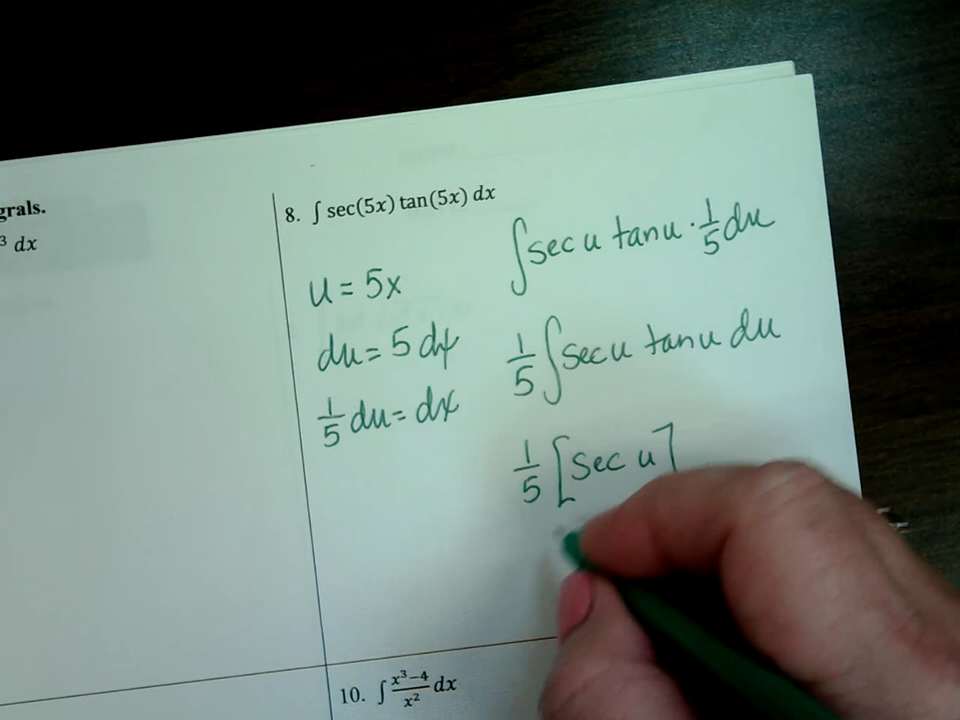 grals.
³ dx
8. ∫ sec(5x) tan(5x) dx
u = 5x
du = 5 dx
1/5 du = dx
∫ sec u tan u · 1/5 du
1/5 ∫ sec u tan u du
1/5 [sec u]
10. ∫ (x³−4)/x² dx